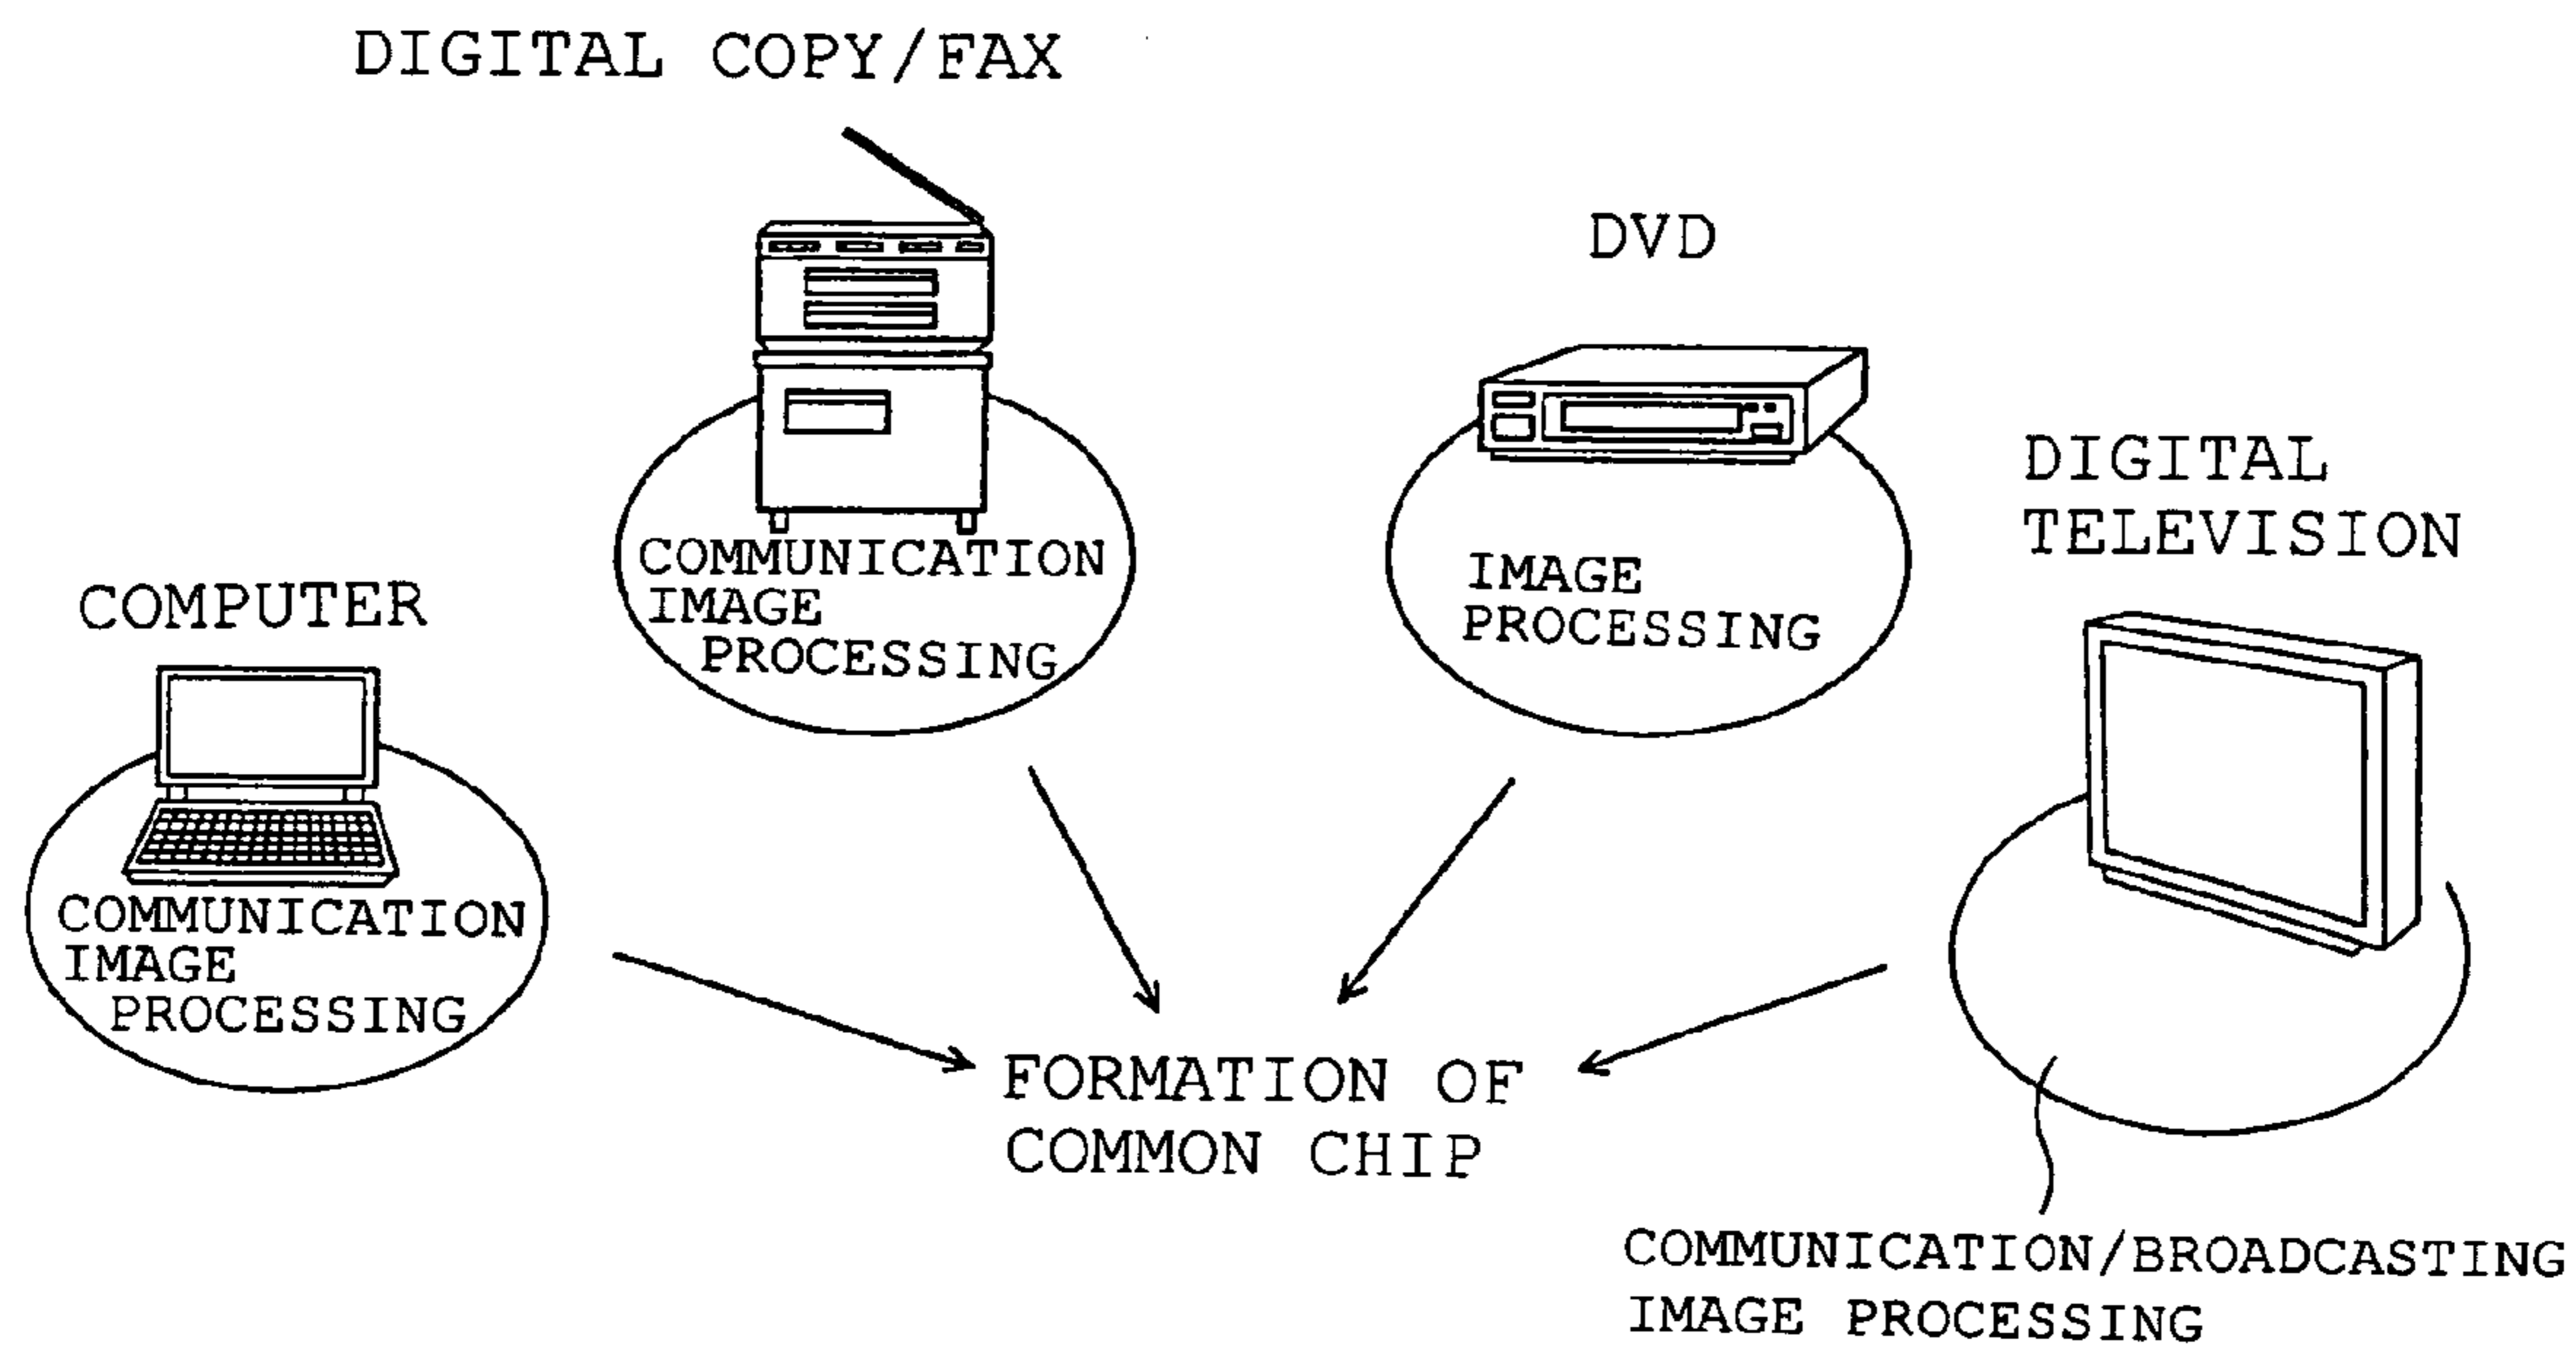 DIGITAL COPY/FAX
DVD
DIGITAL
TELEVISION
COMMUNICATION
IMAGE
PROCESSING
IMAGE
PROCESSING
COMPUTER
COMMUNICATION
IMAGE
PROCESSING
FORMATION OF
COMMON CHIP
COMMUNICATION/BROADCASTING
IMAGE PROCESSING